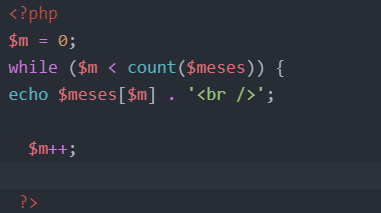 <?php
$m = 0;
while ($m < count($meses)) {
echo $meses[$m] . '<br />';
$m++;
?>